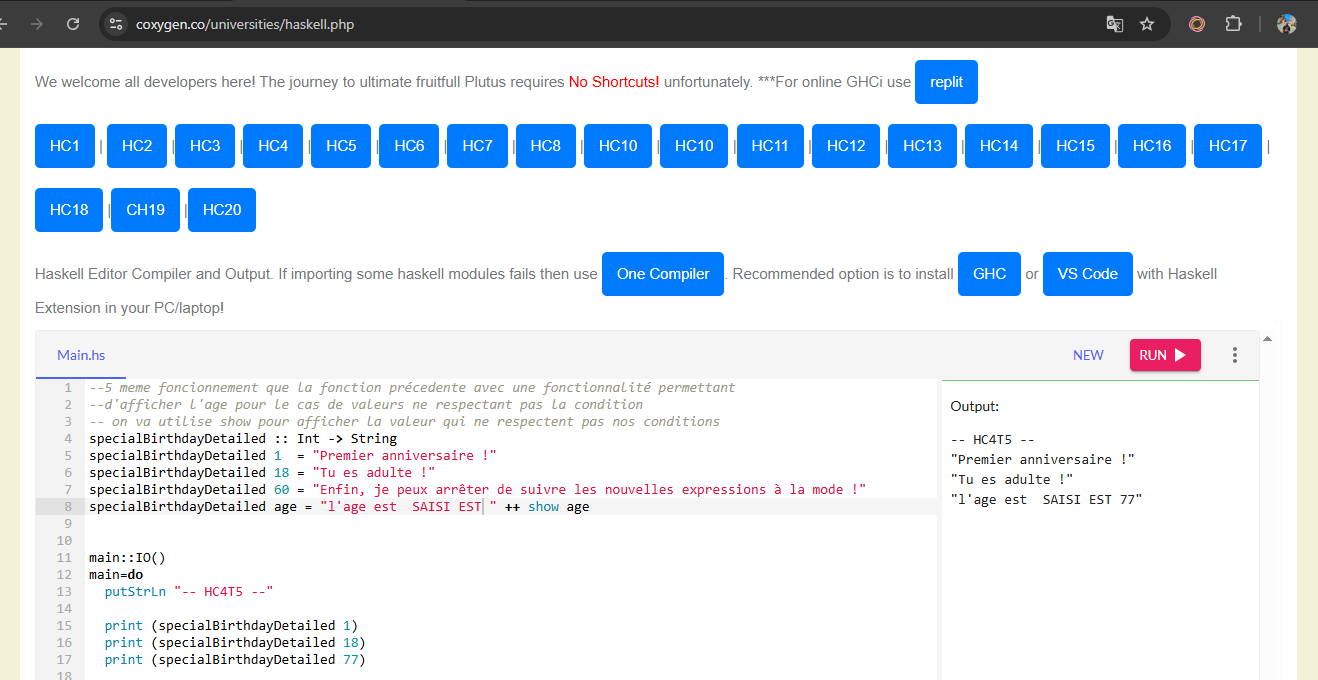 coxygen.co/universities/haskell.php
We welcome all developers here! The journey to ultimate fruitfull Plutus requires No Shortcuts! unfortunately. ***For online GHCi use replit
HC1 | HC2 | HC3 | HC4 | HC5 | HC6 | HC7 | HC8 | HC10 | HC10 | HC11 | HC12 | HC13 | HC14 | HC15 | HC16 | HC17 |
HC18 | CH19 | HC20
Haskell Editor Compiler and Output. If importing some haskell modules fails then use One Compiler . Recommended option is to install GHC or VS Code with Haskell
Extension in your PC/laptop!
Main.hs NEW RUN
1 --5 meme foncionnement que la fonction précedente avec une fonctionnalité permettant
2 --d'afficher l'age pour le cas de valeurs ne respectant pas la condition
3 -- on va utilise show pour afficher la valeur qui ne respectent pas nos conditions
4 specialBirthdayDetailed :: Int -> String
5 specialBirthdayDetailed 1  = "Premier anniversaire !"
6 specialBirthdayDetailed 18 = "Tu es adulte !"
7 specialBirthdayDetailed 60 = "Enfin, je peux arrêter de suivre les nouvelles expressions à la mode !"
8 specialBirthdayDetailed age = "l'age est  SAISI EST " ++ show age
9
10
11 main::IO()
12 main=do
13   putStrLn "-- HC4T5 --"
14
15   print (specialBirthdayDetailed 1)
16   print (specialBirthdayDetailed 18)
17   print (specialBirthdayDetailed 77)
18
Output:
-- HC4T5 --
"Premier anniversaire !"
"Tu es adulte !"
"l'age est  SAISI EST 77"